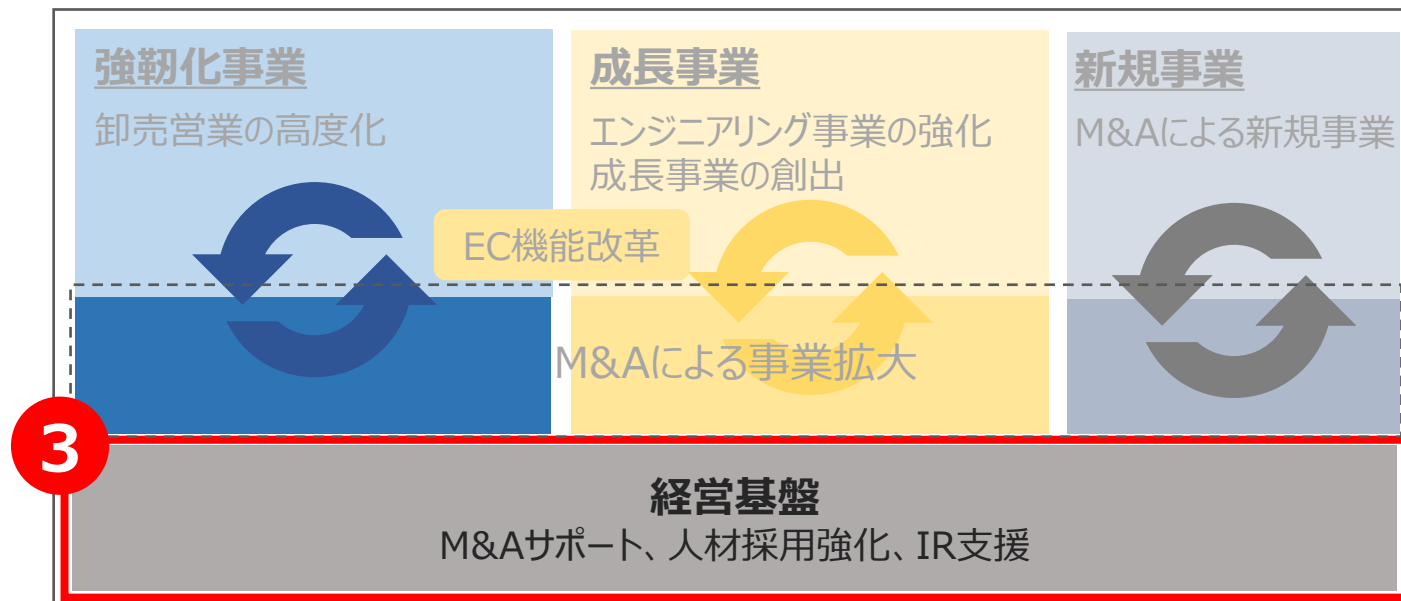 強靭化事業
卸売営業の高度化
成長事業
エンジニアリング事業の強化
成長事業の創出
新規事業
M&Aによる新規事業
EC機能改革
M&Aによる事業拡大
3
経営基盤
M&Aサポート、人材採用強化、IR支援